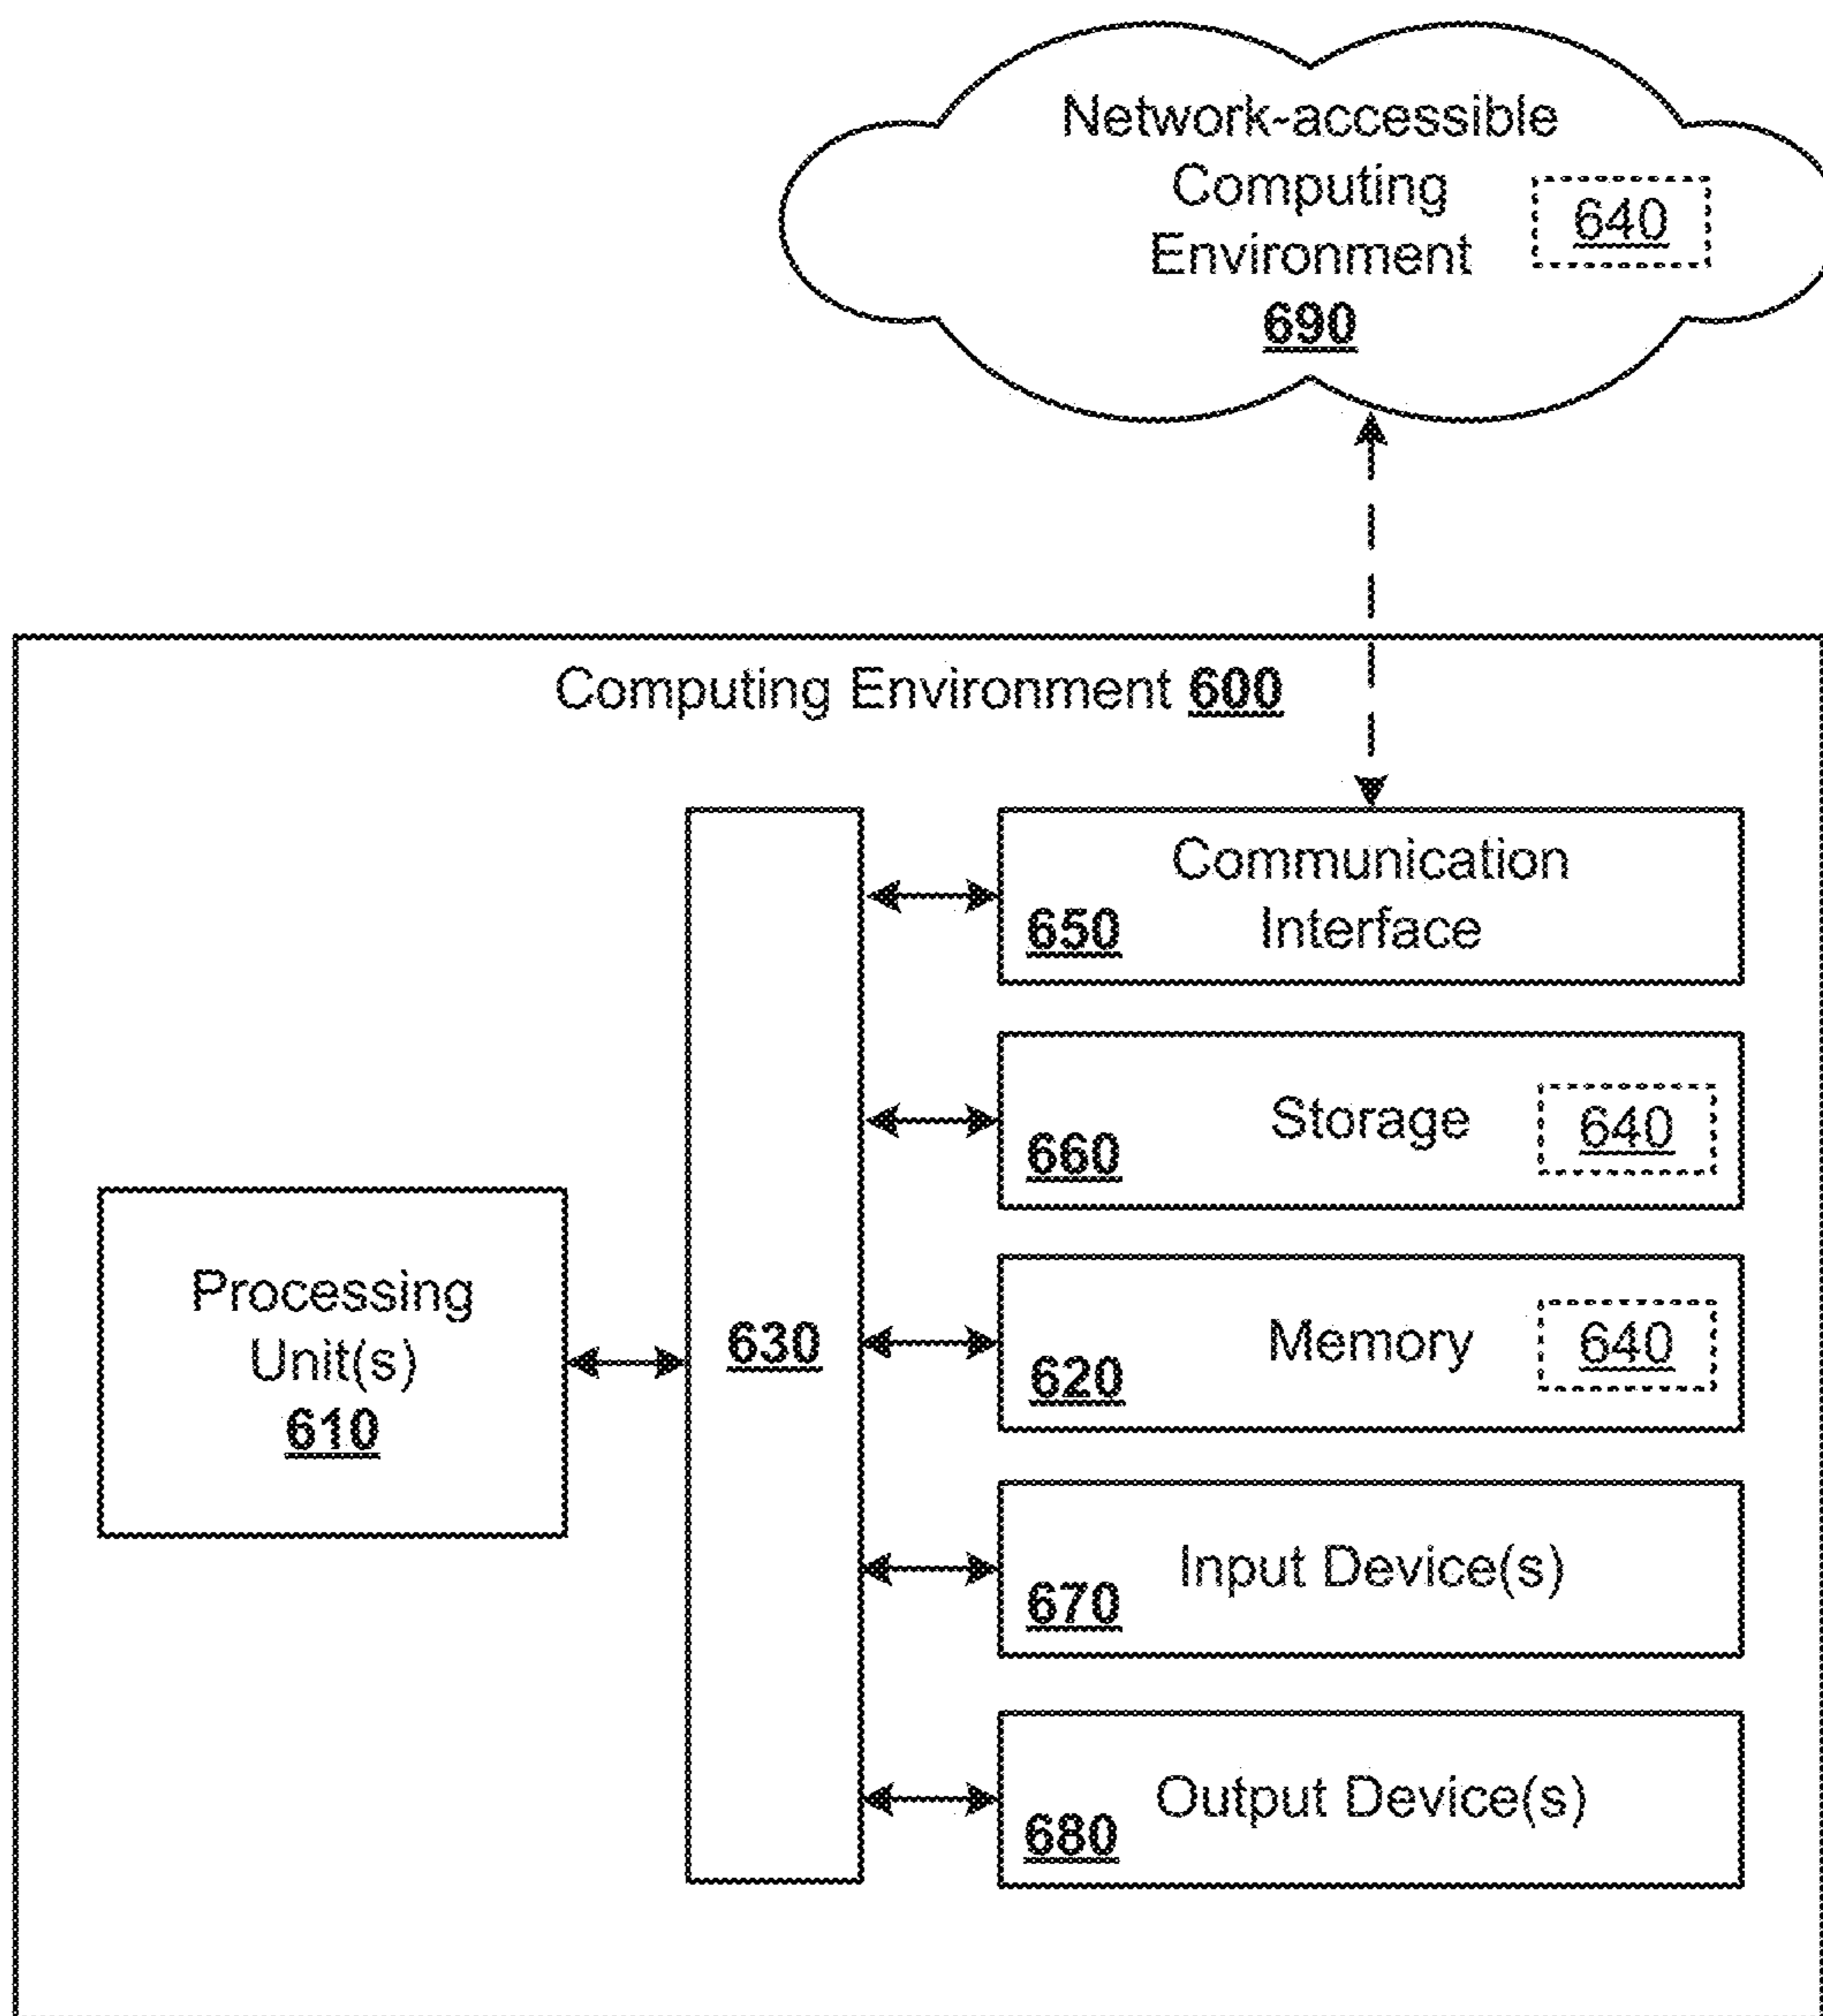 Network-accessible
Computing
Environment
640
690
Computing Environment 600
Communication
Interface
650
Storage
640
660
Processing
Unit(s)
610
630
Memory
640
620
Input Device(s)
670
Output Device(s)
680